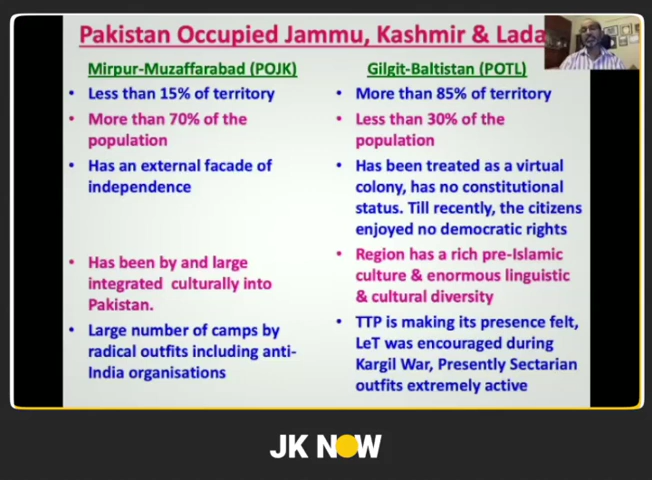 Pakistan Occupied Jammu, Kashmir & Lada
Mirpur-Muzaffarabad (POJK)
• Less than 15% of territory
• More than 70% of the
population
• Has an external facade of
independence
• Has been by and large
integrated culturally into
Pakistan.
• Large number of camps by
radical outfits including anti-
India organisations
Gilgit-Baltistan (POTL)
• More than 85% of territory
• Less than 30% of the
population
• Has been treated as a virtual
colony, has no constitutional
status. Till recently, the citizens
enjoyed no democratic rights
• Region has a rich pre-Islamic
culture & enormous linguistic
& cultural diversity
• TTP is making its presence felt,
LeT was encouraged during
Kargil War, Presently Sectarian
outfits extremely active
JK NOW